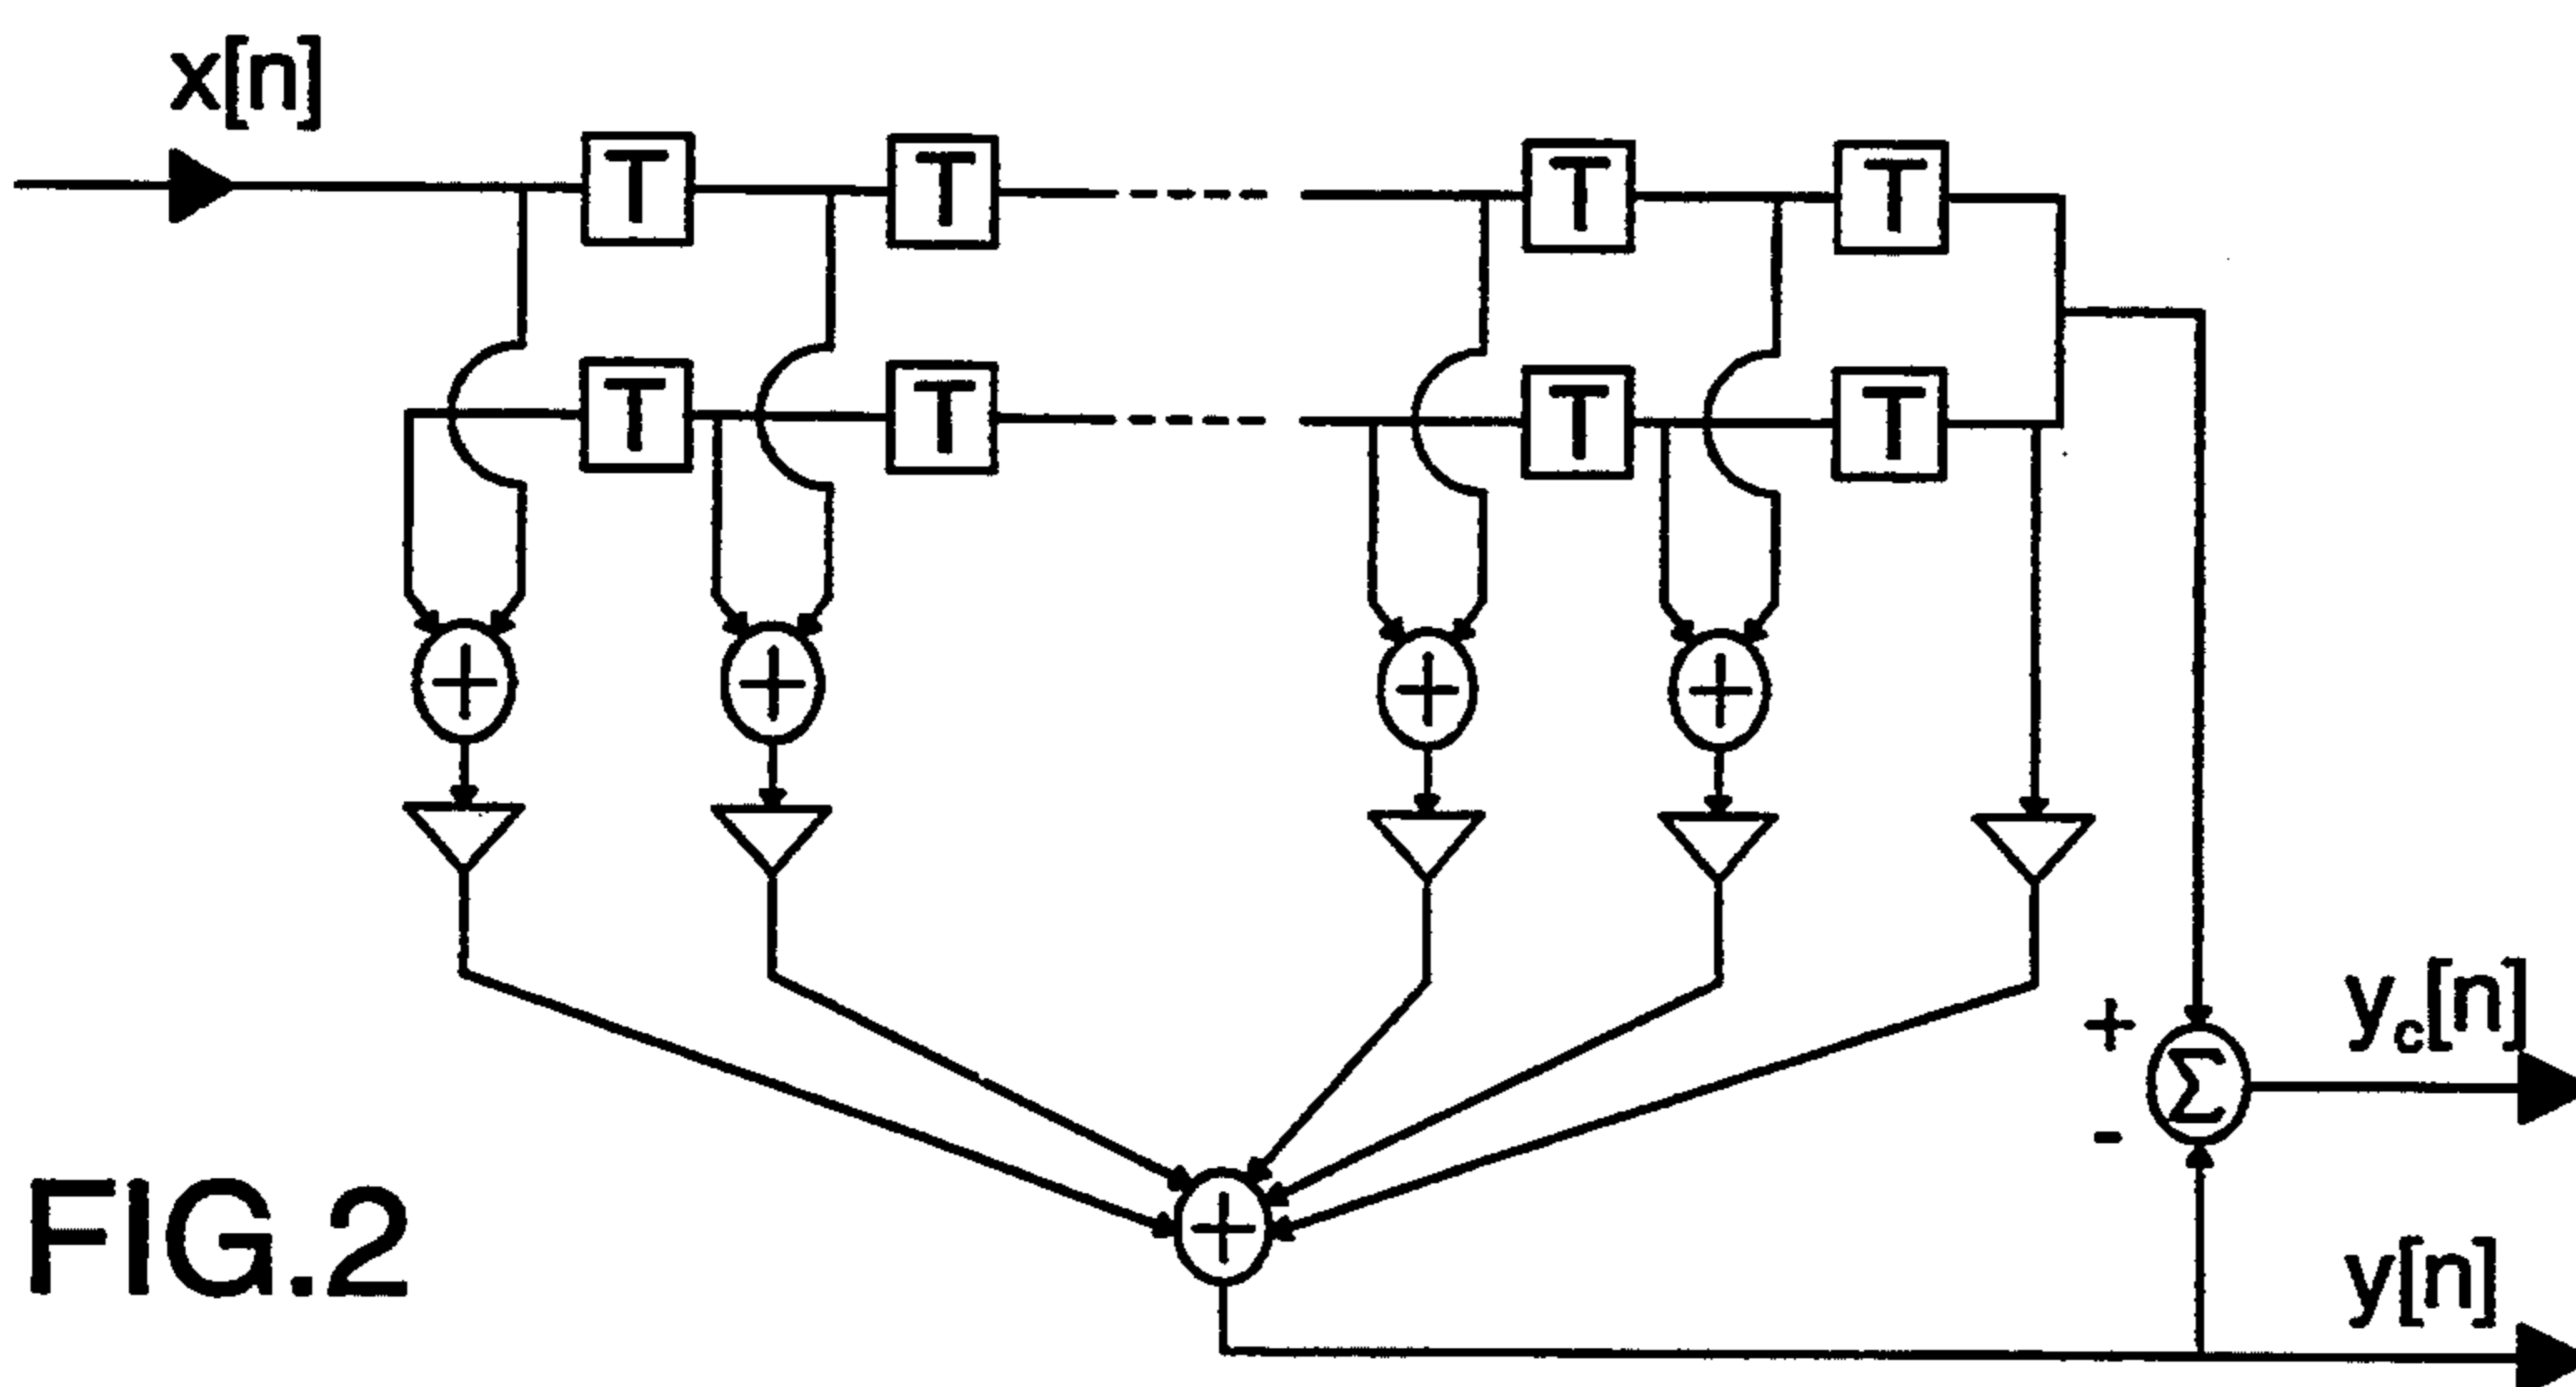 x[n]
T T T T
T T T T
+ + + +
+ Σ y_c[n]
-
+
y[n]
FIG.2